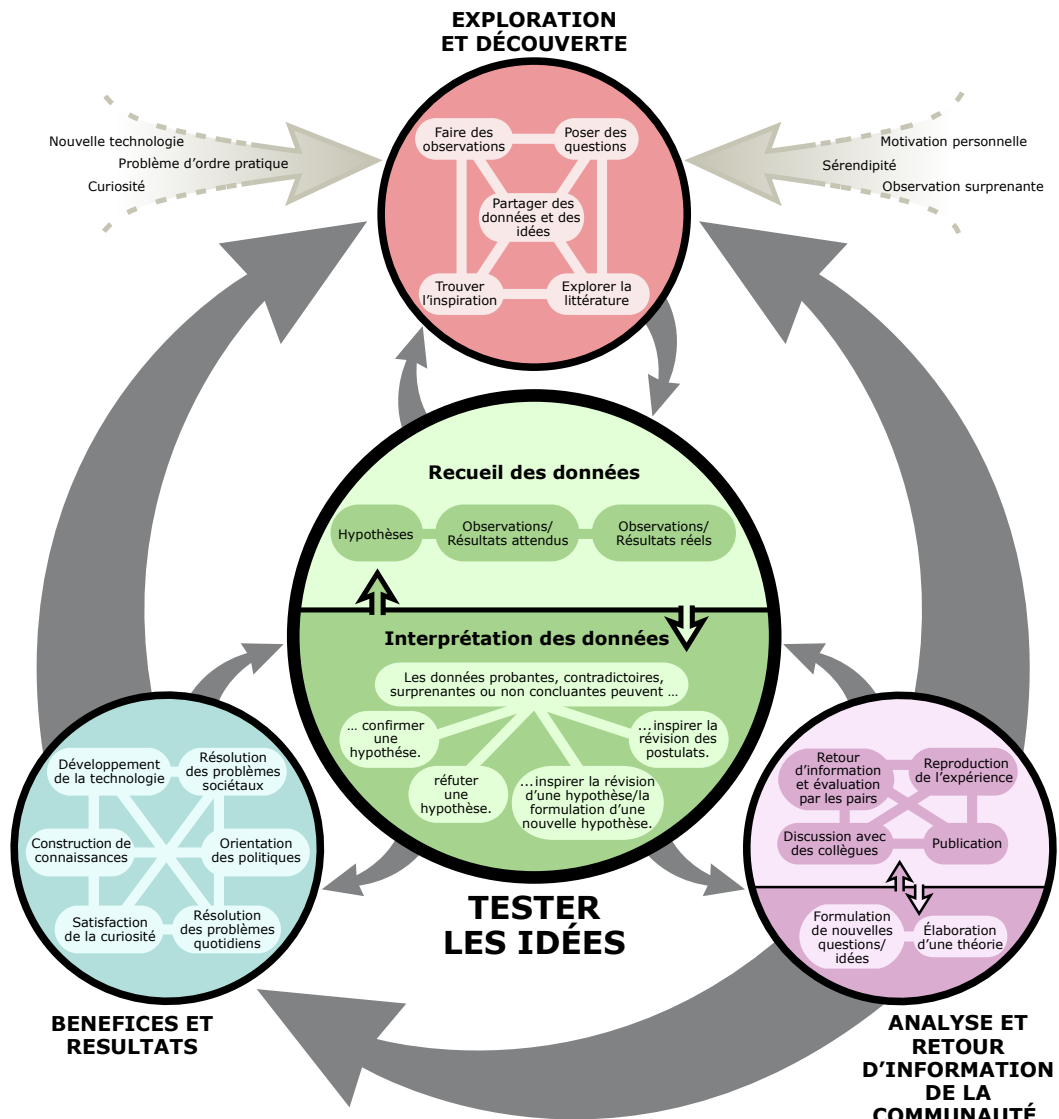 EXPLORATION
ET DÉCOUVERTE
Nouvelle technologie
Problème d'ordre pratique
Curiosité
Motivation personnelle
Sérendipité
Observation surprenante
Faire des
observations
Poser des
questions
Partager des
données et des
idées
Trouver
l'inspiration
Explorer la
littérature
Recueil des données
Hypothèses
Observations/
Résultats attendus
Observations/
Résultats réels
Interprétation des données
Les données probantes, contradictoires,
surprenantes ou non concluantes peuvent ...
... confirmer
une
hypothése.
réfuter
une
hypothèse.
...inspirer la révision
d'une hypothèse/la
formulation d'une
nouvelle hypothèse.
...inspirer la
révision des
postulats.
TESTER
LES IDÉES
Développement
de la technologie
Résolution
des problèmes
sociétaux
Construction de
connaissances
Orientation
des politiques
Satisfaction
de la curiosité
Résolution
des problèmes
quotidiens
BENEFICES ET
RESULTATS
Retour
d'information
et évaluation
par les pairs
Reproduction
de l'expérience
Discussion avec
des collègues
Publication
Formulation
de nouvelles
questions/
idées
Élaboration
d'une théorie
ANALYSE ET
RETOUR
D'INFORMATION
DE LA
COMMUNAUTÉ